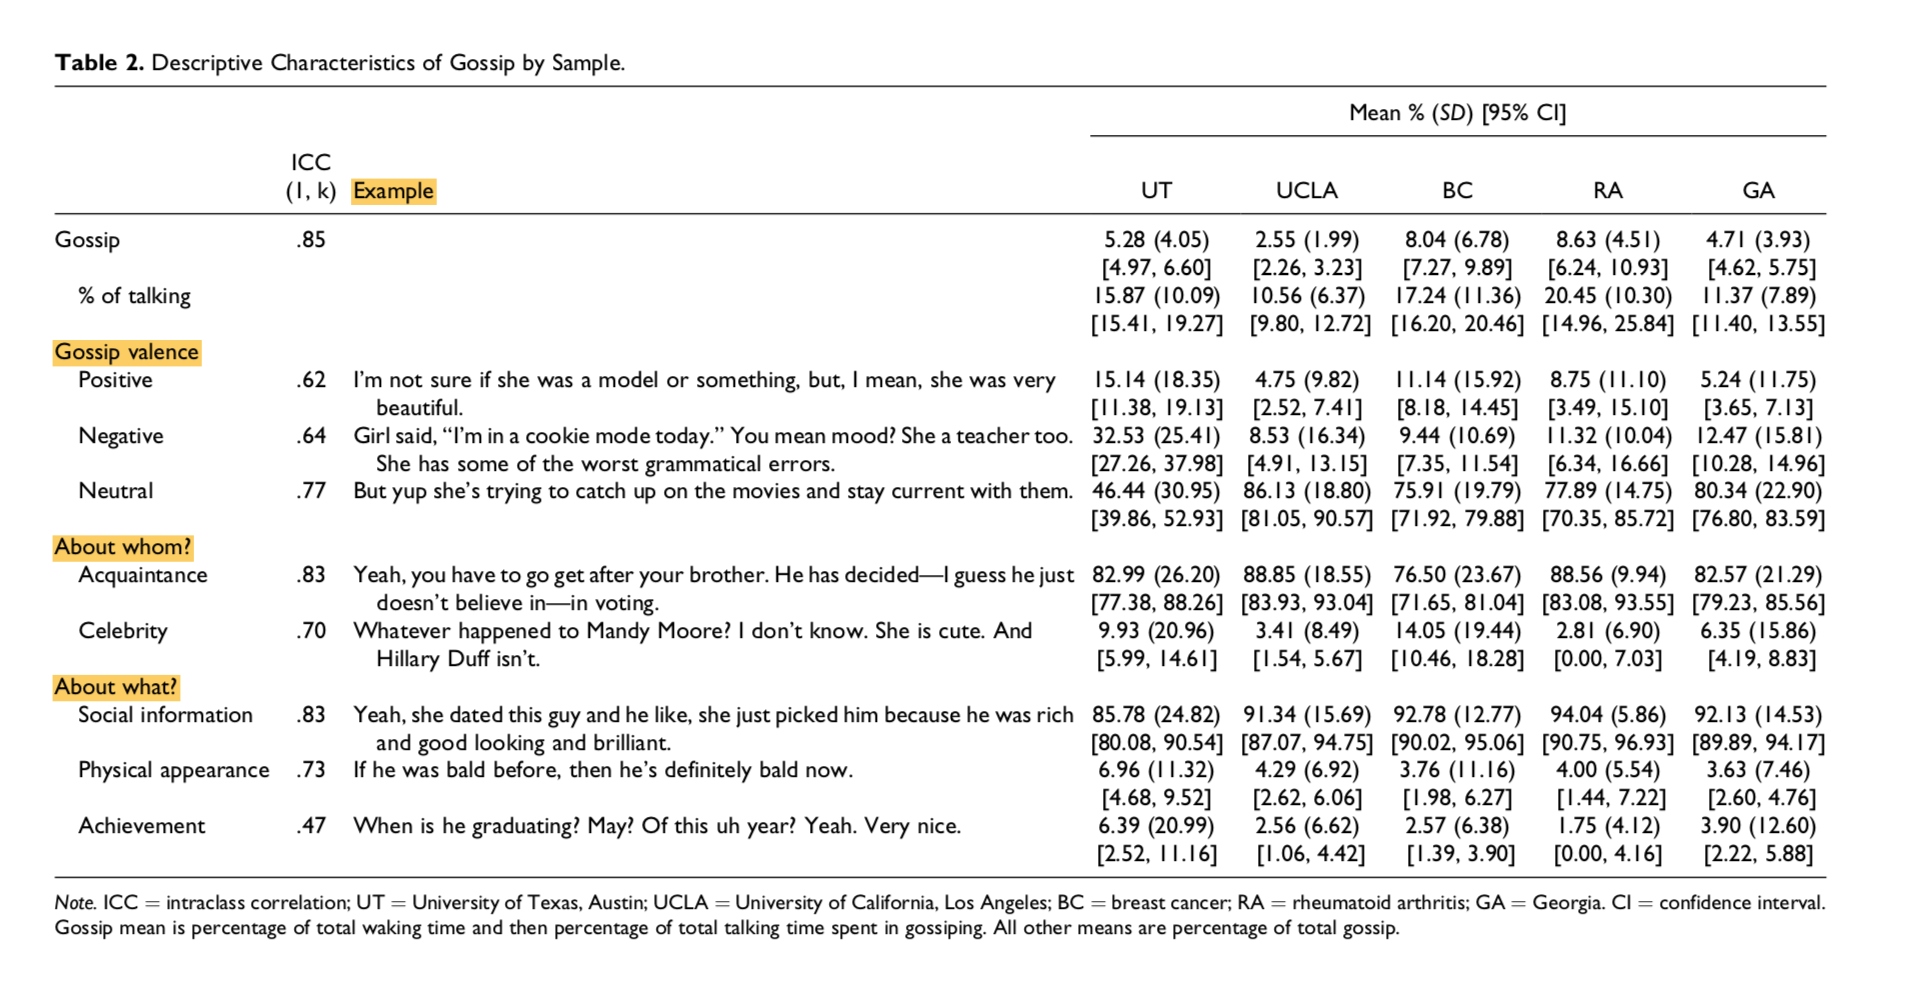 Table 2. Descriptive Characteristics of Gossip by Sample.
Mean % (SD) [95% CI]
ICC
(1, k) Example UT UCLA BC RA GA
Gossip .85 5.28 (4.05) 2.55 (1.99) 8.04 (6.78) 8.63 (4.51) 4.71 (3.93)
[4.97, 6.60] [2.26, 3.23] [7.27, 9.89] [6.24, 10.93] [4.62, 5.75]
% of talking 15.87 (10.09) 10.56 (6.37) 17.24 (11.36) 20.45 (10.30) 11.37 (7.89)
[15.41, 19.27] [9.80, 12.72] [16.20, 20.46] [14.96, 25.84] [11.40, 13.55]
Gossip valence
Positive .62 I'm not sure if she was a model or something, but, I mean, she was very 15.14 (18.35) 4.75 (9.82) 11.14 (15.92) 8.75 (11.10) 5.24 (11.75)
beautiful. [11.38, 19.13] [2.52, 7.41] [8.18, 14.45] [3.49, 15.10] [3.65, 7.13]
Negative .64 Girl said, “I'm in a cookie mode today.” You mean mood? She a teacher too. 32.53 (25.41) 8.53 (16.34) 9.44 (10.69) 11.32 (10.04) 12.47 (15.81)
She has some of the worst grammatical errors. [27.26, 37.98] [4.91, 13.15] [7.35, 11.54] [6.34, 16.66] [10.28, 14.96]
Neutral .77 But yup she's trying to catch up on the movies and stay current with them. 46.44 (30.95) 86.13 (18.80) 75.91 (19.79) 77.89 (14.75) 80.34 (22.90)
[39.86, 52.93] [81.05, 90.57] [71.92, 79.88] [70.35, 85.72] [76.80, 83.59]
About whom?
Acquaintance .83 Yeah, you have to go get after your brother. He has decided—I guess he just 82.99 (26.20) 88.85 (18.55) 76.50 (23.67) 88.56 (9.94) 82.57 (21.29)
doesn't believe in—in voting. [77.38, 88.26] [83.93, 93.04] [71.65, 81.04] [83.08, 93.55] [79.23, 85.56]
Celebrity .70 Whatever happened to Mandy Moore? I don't know. She is cute. And 9.93 (20.96) 3.41 (8.49) 14.05 (19.44) 2.81 (6.90) 6.35 (15.86)
Hillary Duff isn't. [5.99, 14.61] [1.54, 5.67] [10.46, 18.28] [0.00, 7.03] [4.19, 8.83]
About what?
Social information .83 Yeah, she dated this guy and he like, she just picked him because he was rich 85.78 (24.82) 91.34 (15.69) 92.78 (12.77) 94.04 (5.86) 92.13 (14.53)
and good looking and brilliant. [80.08, 90.54] [87.07, 94.75] [90.02, 95.06] [90.75, 96.93] [89.89, 94.17]
Physical appearance .73 If he was bald before, then he's definitely bald now. 6.96 (11.32) 4.29 (6.92) 3.76 (11.16) 4.00 (5.54) 3.63 (7.46)
[4.68, 9.52] [2.62, 6.06] [1.98, 6.27] [1.44, 7.22] [2.60, 4.76]
Achievement .47 When is he graduating? May? Of this uh year? Yeah. Very nice. 6.39 (20.99) 2.56 (6.62) 2.57 (6.38) 1.75 (4.12) 3.90 (12.60)
[2.52, 11.16] [1.06, 4.42] [1.39, 3.90] [0.00, 4.16] [2.22, 5.88]
Note. ICC = intraclass correlation; UT = University of Texas, Austin; UCLA = University of California, Los Angeles; BC = breast cancer; RA = rheumatoid arthritis; GA = Georgia. CI = confidence interval.
Gossip mean is percentage of total waking time and then percentage of total talking time spent in gossiping. All other means are percentage of total gossip.